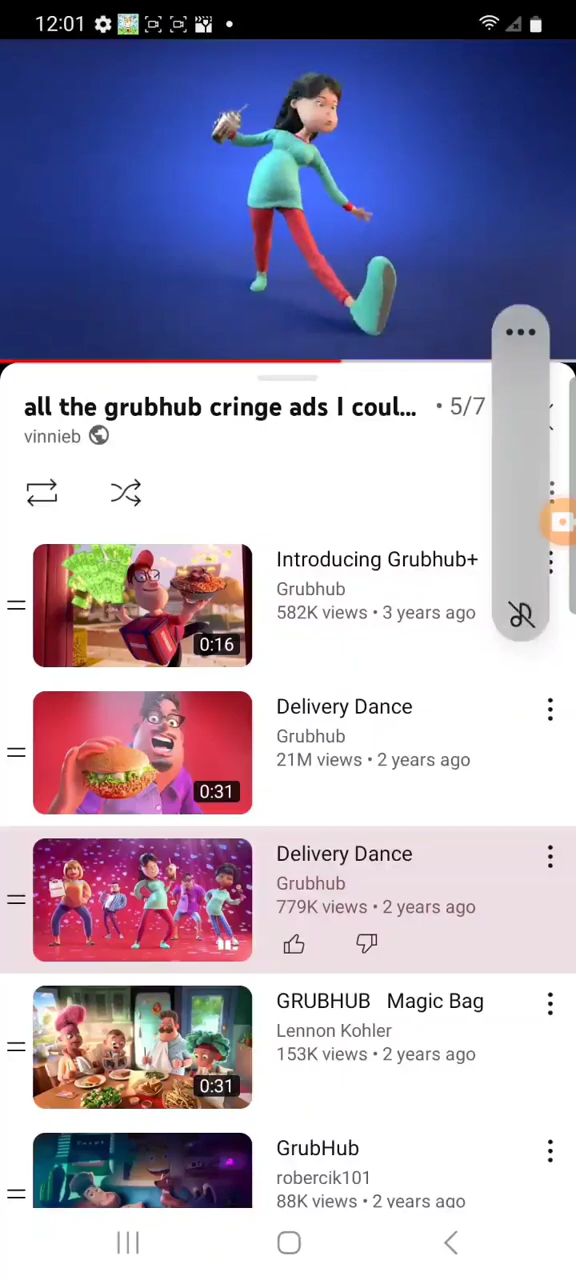 12:01
all the grubhub cringe ads I coul... • 5/7
vinnieb
Introducing Grubhub+
Grubhub
582K views • 3 years ago
0:16
Delivery Dance
Grubhub
21M views • 2 years ago
0:31
Delivery Dance
Grubhub
779K views • 2 years ago
GRUBHUB Magic Bag
Lennon Kohler
153K views • 2 years ago
0:31
GrubHub
robercik101
88K views • 2 years ago